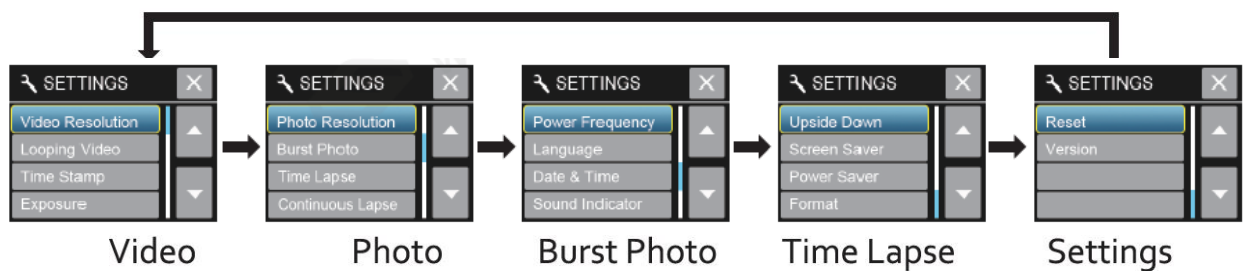 SETTINGS X
Video Resolution
Looping Video
Time Stamp
Exposure
SETTINGS X
Photo Resolution
Burst Photo
Time Lapse
Continuous Lapse
SETTINGS X
Power Frequency
Language
Date & Time
Sound Indicator
SETTINGS X
Upside Down
Screen Saver
Power Saver
Format
SETTINGS X
Reset
Version
Video
Photo
Burst Photo
Time Lapse
Settings